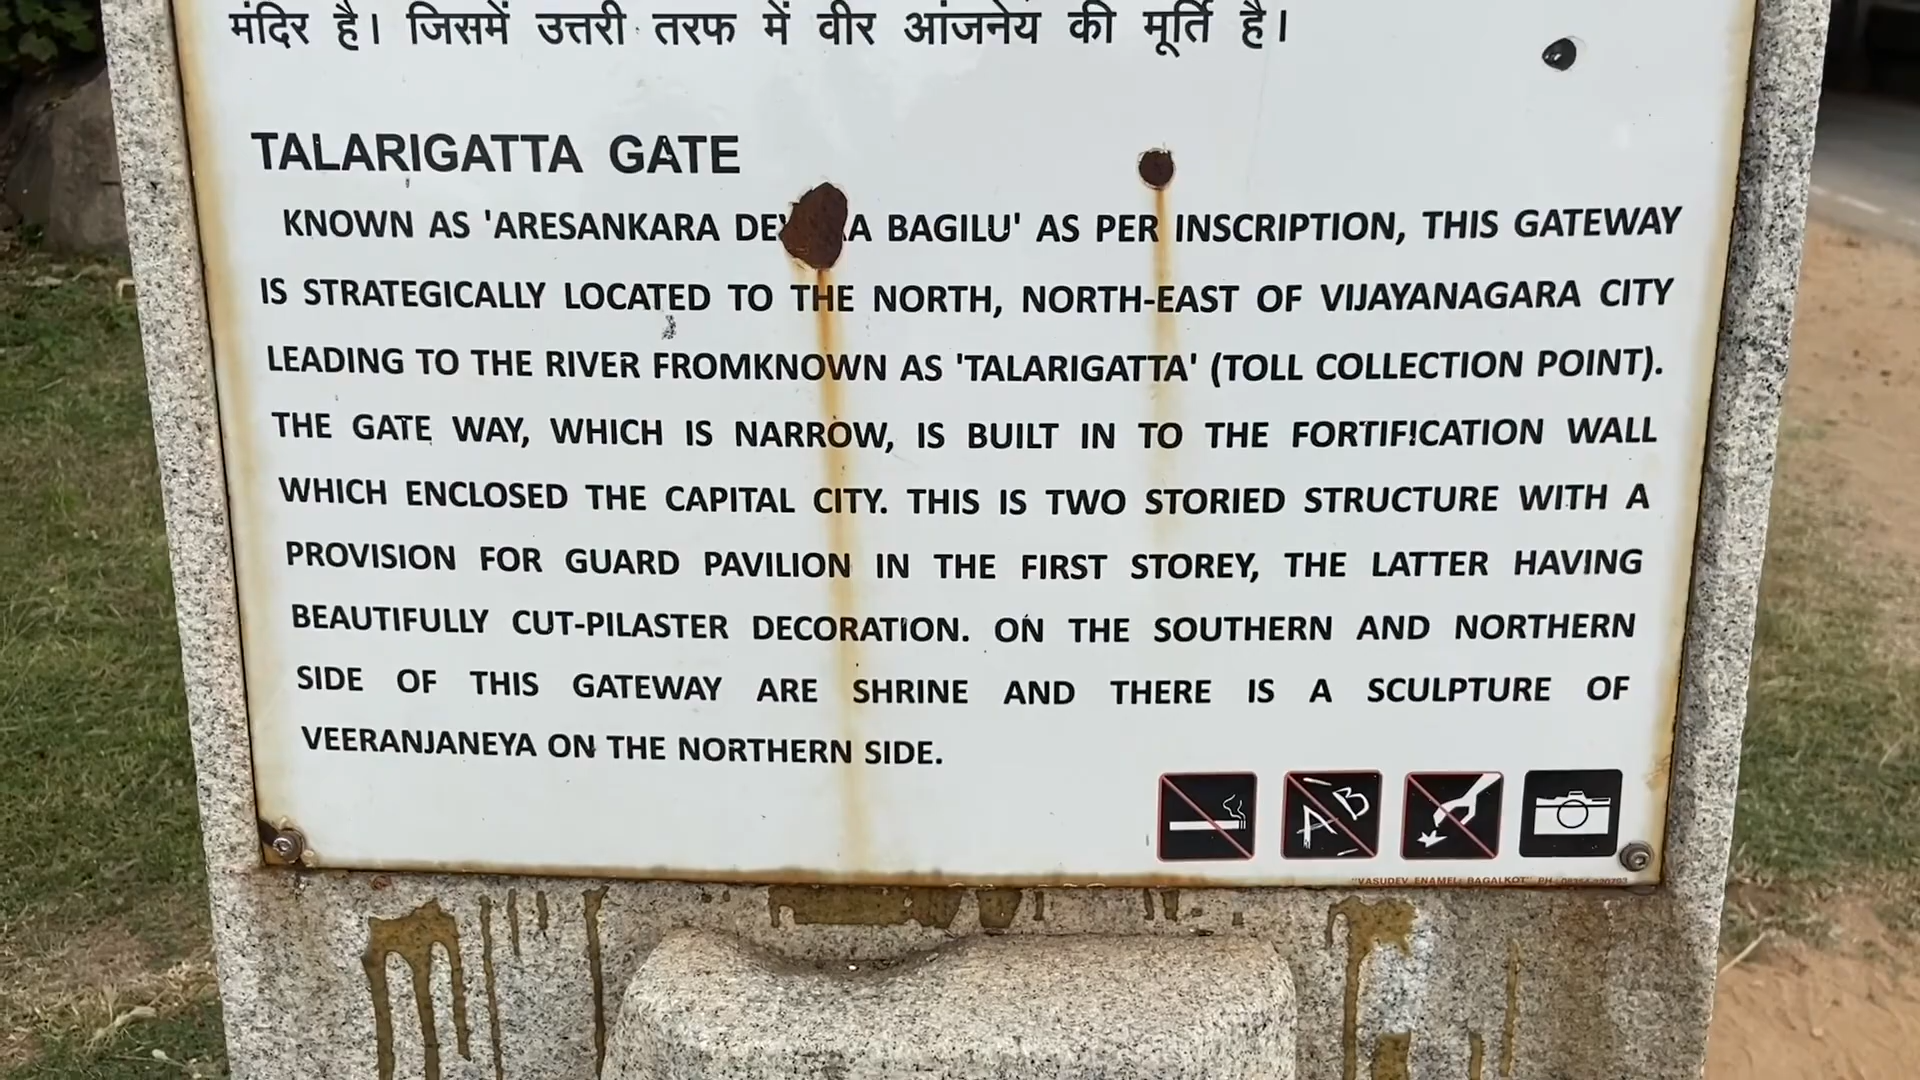 मंदिर है। जिसमें उत्तरी तरफ में वीर आंजनेय की मूर्ति है।
TALARIGATTA GATE
KNOWN AS 'ARESANKARA BAGILU' AS PER INSCRIPTION, THIS GATEWAY
IS STRATEGICALLY LOCATED TO THE NORTH, NORTH-EAST OF VIJAYANAGARA CITY
LEADING TO THE RIVER FROMKNOWN AS 'TALARIGATTA' (TOLL COLLECTION POINT).
THE GATE WAY, WHICH IS NARROW, IS BUILT IN TO THE FORTIFICATION WALL
WHICH ENCLOSED THE CAPITAL CITY. THIS IS TWO STORIED STRUCTURE WITH A
PROVISION FOR GUARD PAVILION IN THE FIRST STOREY, THE LATTER HAVING
BEAUTIFULLY CUT-PILASTER DECORATION. ON THE SOUTHERN AND NORTHERN
SIDE OF THIS GATEWAY ARE SHRINE AND THERE IS A SCULPTURE OF
VEERANJANEYA ON THE NORTHERN SIDE.
A B
"VASUDEV ENAMEL BAGALKOT" PH